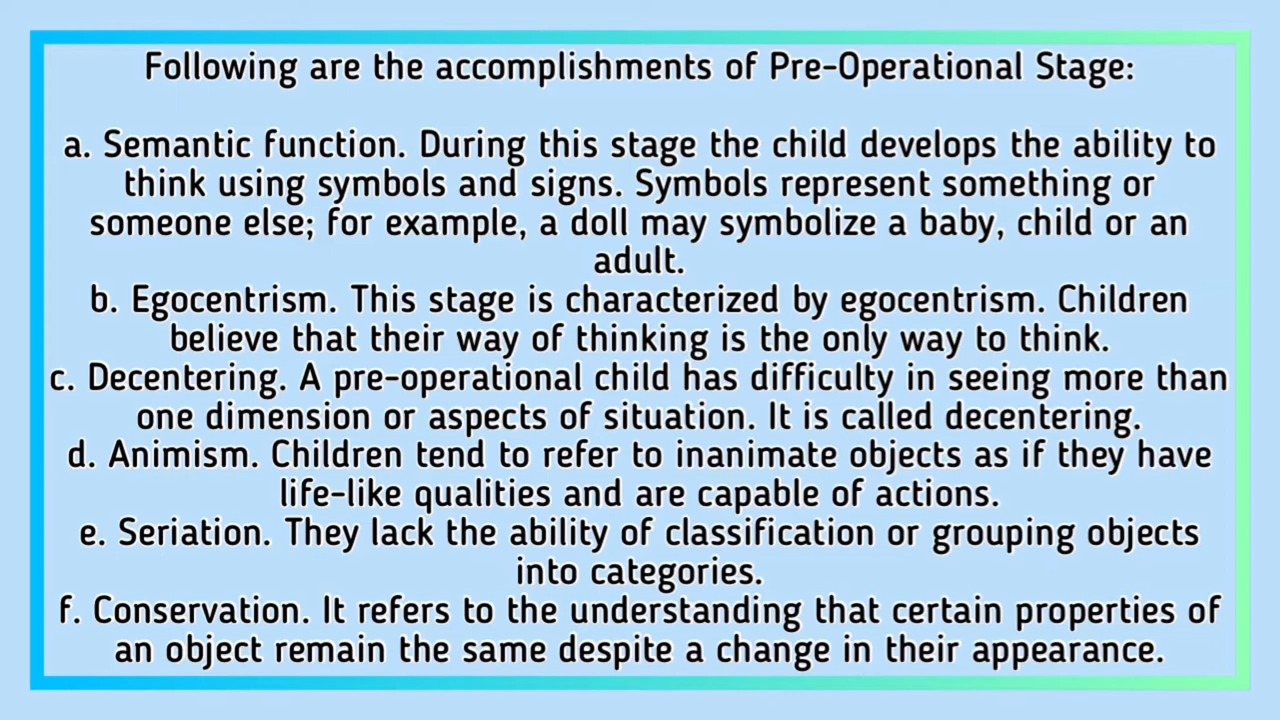 Following are the accomplishments of Pre-Operational Stage:
a. Semantic function. During this stage the child develops the ability to
think using symbols and signs. Symbols represent something or
someone else; for example, a doll may symbolize a baby, child or an
adult.
b. Egocentrism. This stage is characterized by egocentrism. Children
believe that their way of thinking is the only way to think.
c. Decentering. A pre-operational child has difficulty in seeing more than
one dimension or aspects of situation. It is called decentering.
d. Animism. Children tend to refer to inanimate objects as if they have
life-like qualities and are capable of actions.
e. Seriation. They lack the ability of classification or grouping objects
into categories.
f. Conservation. It refers to the understanding that certain properties of
an object remain the same despite a change in their appearance.